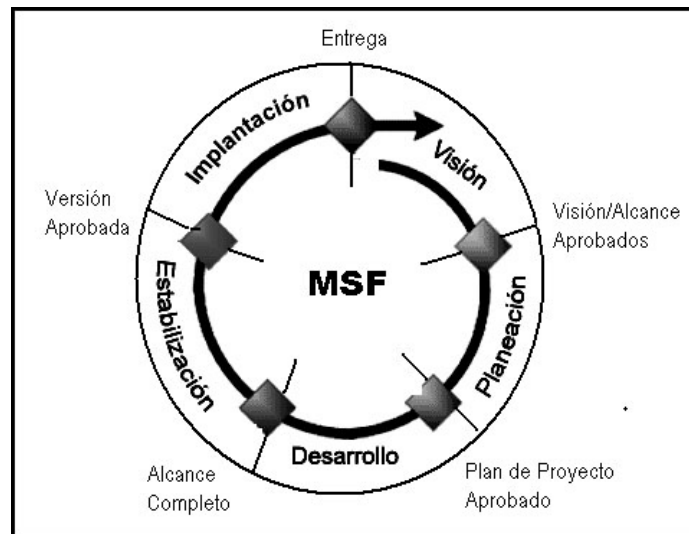 Entrega
Implantación
Visión
Versión
Aprobada
Visión/Alcance
Aprobados
MSF
Estabilización
Planeación
Desarrollo
Alcance
Completo
Plan de Proyecto
Aprobado